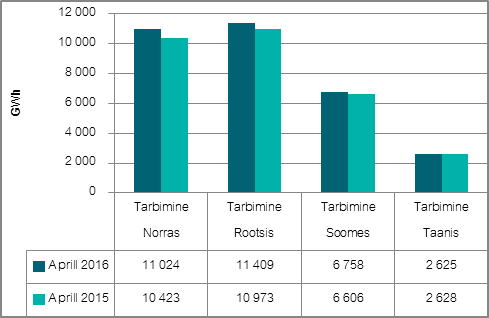 12 000
10 000
8 000
6 000
4 000
2 000
0
GWh
Tarbimine Norras
Tarbimine Rootsis
Tarbimine Soomes
Tarbimine Taanis
Aprill 2016 11 024 11 409 6 758 2 625
Aprill 2015 10 423 10 973 6 606 2 628